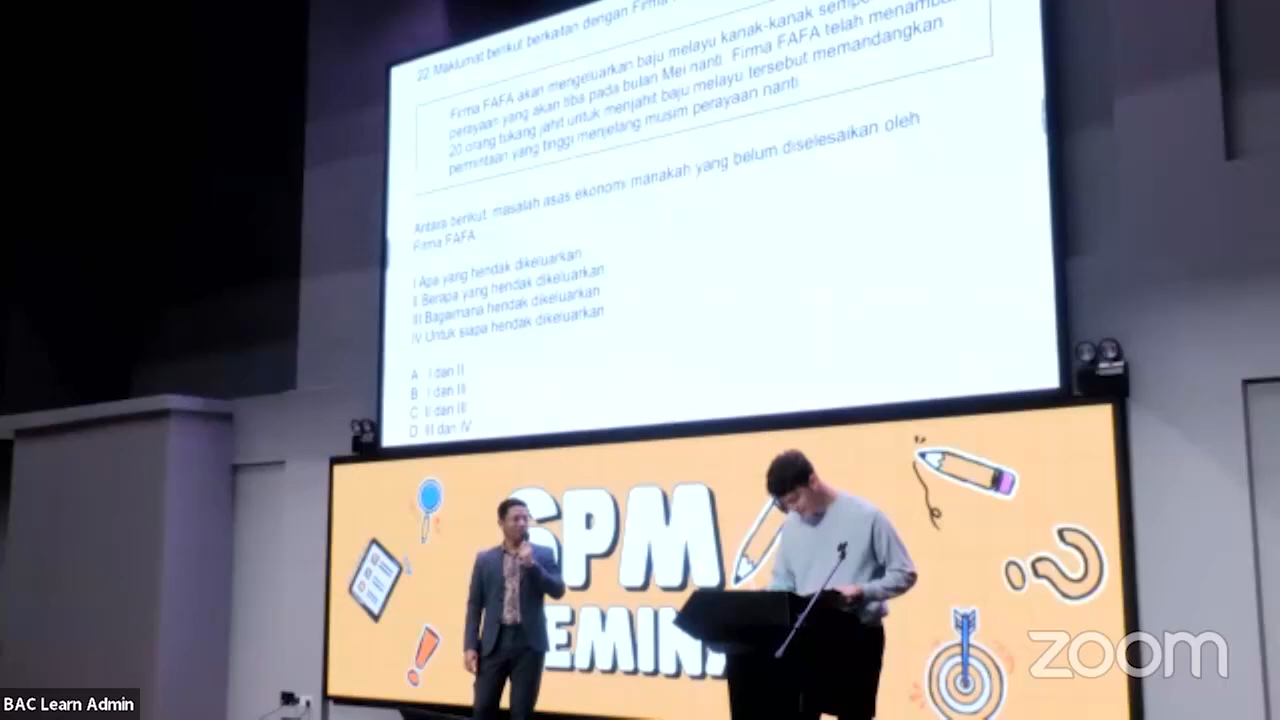 22 Maklumat berikut berkaitan dengan Firma
Firma FAFA akan mengeluarkan baju melayu kanak-kanak
perayaan yang akan tiba pada bulan Mei nanti. Firma FAFA telah
20 orang tukang jahit untuk menjahit baju melayu tersebut memandangkan
permintaan yang tinggi menjelang musim perayaan nanti
Antara berikut, masalah asas ekonomi manakah yang belum diselesaikan oleh
Firma FAFA
I Apa yang hendak dikeluarkan
II Berapa yang hendak dikeluarkan
III Bagaimana hendak dikeluarkan
IV Untuk siapa hendak dikeluarkan
A I dan II
B I dan III
C II dan III
D III dan IV
SPM
zoom
BAC Learn Admin